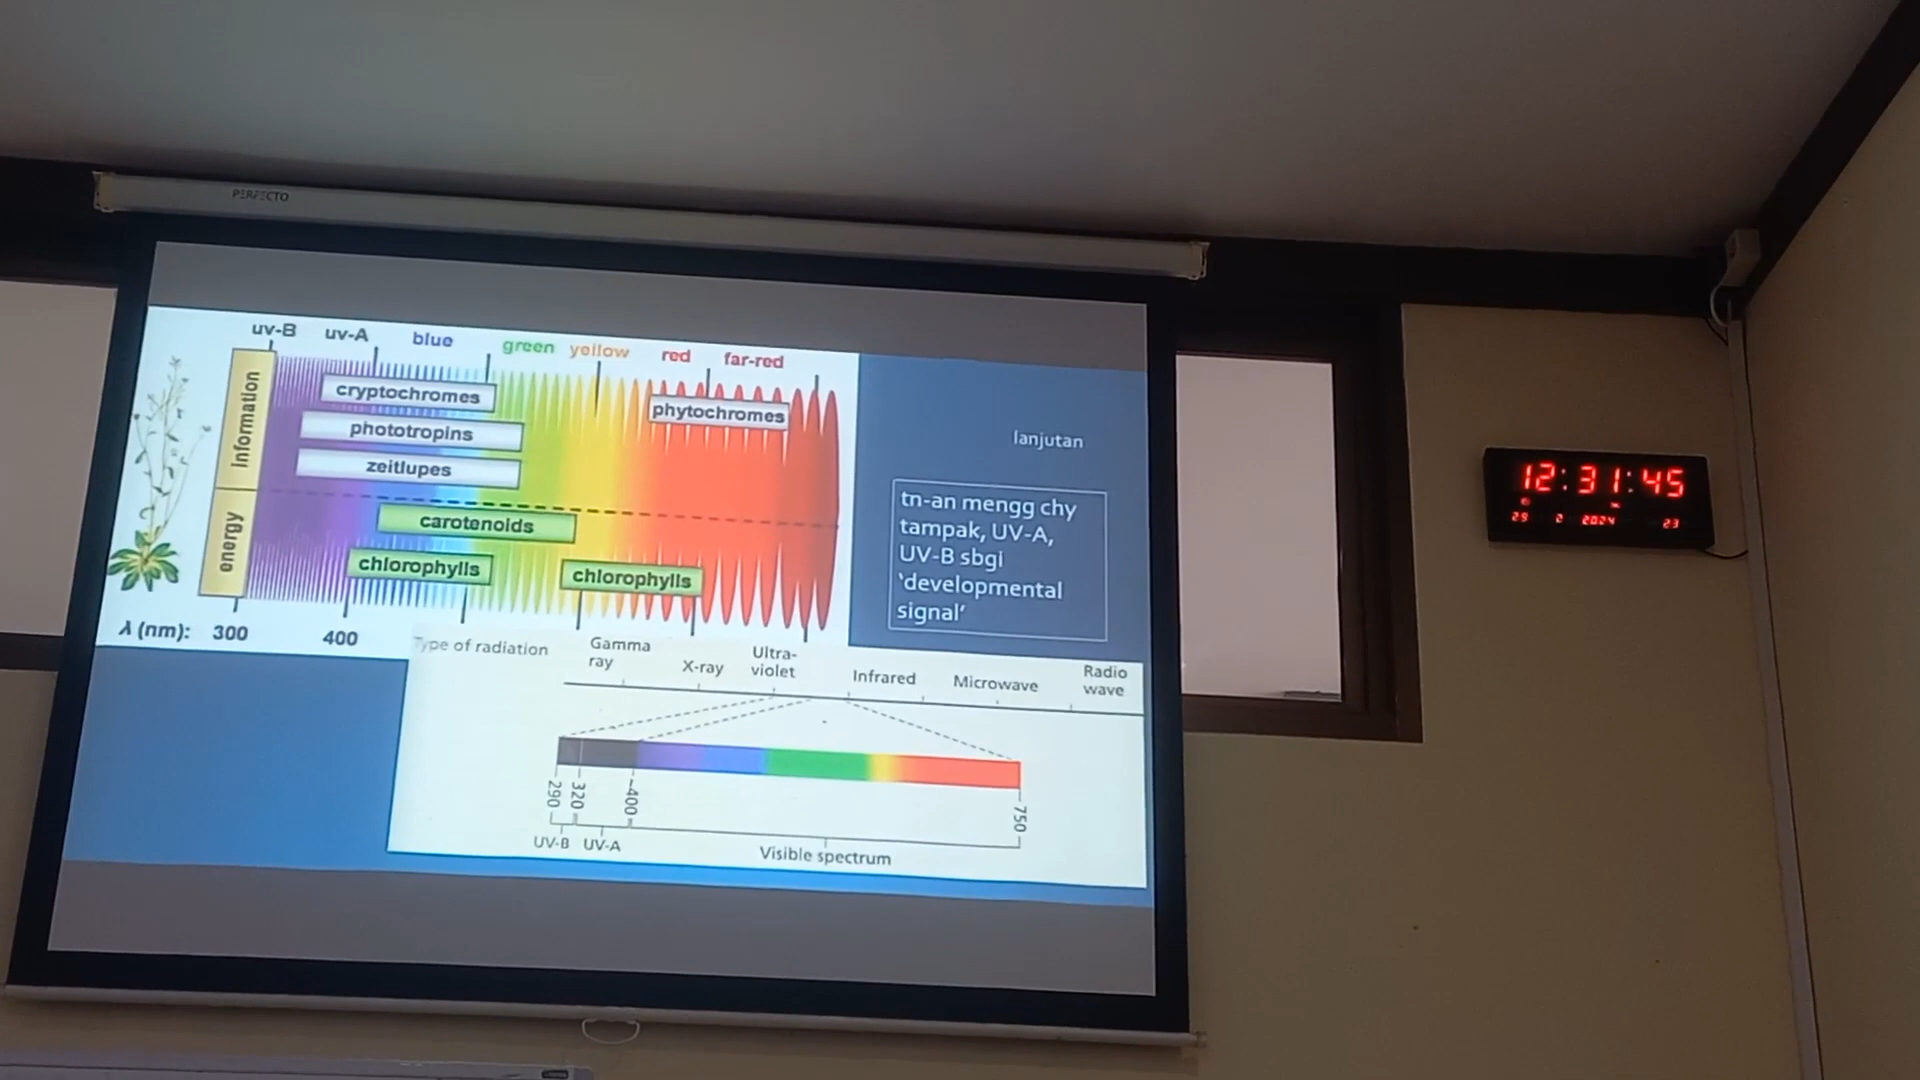 PERFECTO
uv-B uv-A blue green yellow red far-red
Information
cryptochromes
phytochromes
phototropins
zeitlupes
energy
carotenoids
chlorophylls
chlorophylls
λ (nm): 300 400
lanjutan
tn-an mengg chy
tampak, UV-A,
UV-B sbgi
‘developmental
signal’
Type of radiation
Gamma
ray
X-ray
Ultra-
violet
Infrared
Microwave
Radio
wave
290 320 400 750
UV-B UV-A
Visible spectrum
12:31:45
29 2 2024 23